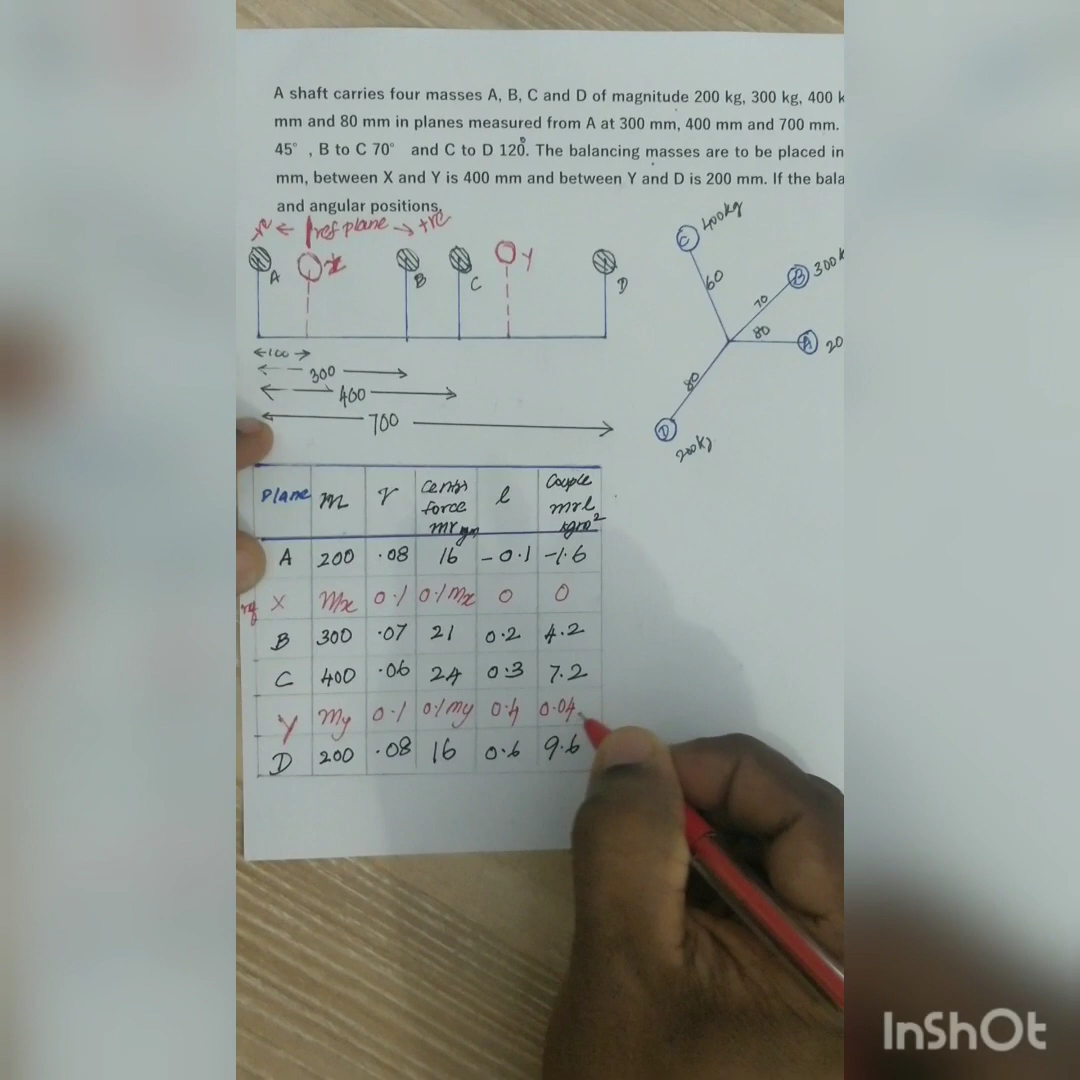 A shaft carries four masses A, B, C and D of magnitude 200 kg, 300 kg, 400 k
mm and 80 mm in planes measured from A at 300 mm, 400 mm and 700 mm.
45° , B to C 70° and C to D 120°. The balancing masses are to be placed in
mm, between X and Y is 400 mm and between Y and D is 200 mm. If the bala
and angular positions.
-ve ← ref plane → +ve
A x B C Y D
100
300
400
700
C 400kg
60
B 300k
70
80
A 20
80
D
200kg
Plane m r Centri force mr kgm l Couple mrl kgm²
A 200 .08 16 -0.1 -1.6
X mx 0.1 0.1mx 0 0
B 300 .07 21 0.2 4.2
C 400 .06 24 0.3 7.2
Y my 0.1 0.1my 0.4 0.04
D 200 .08 16 0.6 9.6
InShOt